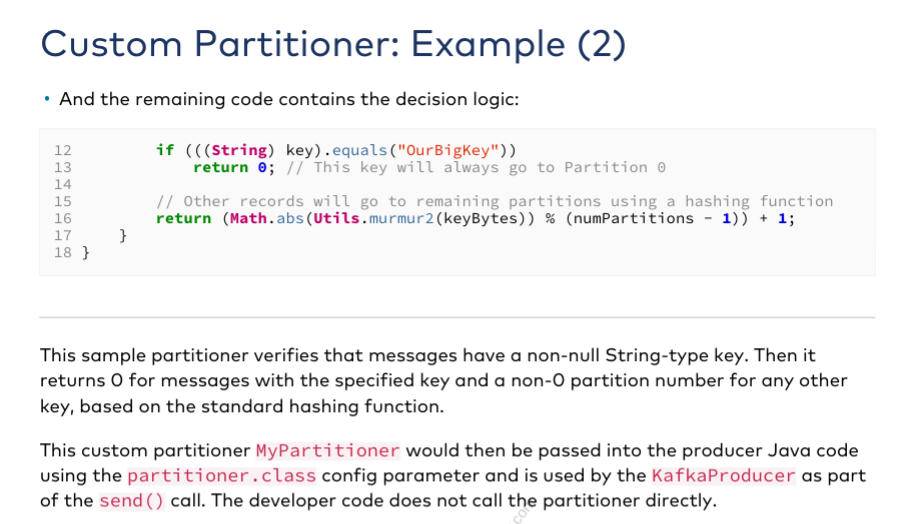 Custom Partitioner: Example (2)
• And the remaining code contains the decision logic:
12         if (((String) key).equals("OurBigKey"))
13             return 0; // This key will always go to Partition 0
14
15         // Other records will go to remaining partitions using a hashing function
16         return (Math.abs(Utils.murmur2(keyBytes)) % (numPartitions - 1)) + 1;
17     }
18 }
This sample partitioner verifies that messages have a non-null String-type key. Then it
returns 0 for messages with the specified key and a non-0 partition number for any other
key, based on the standard hashing function.
This custom partitioner MyPartitioner would then be passed into the producer Java code
using the partitioner.class config parameter and is used by the KafkaProducer as part
of the send() call. The developer code does not call the partitioner directly.